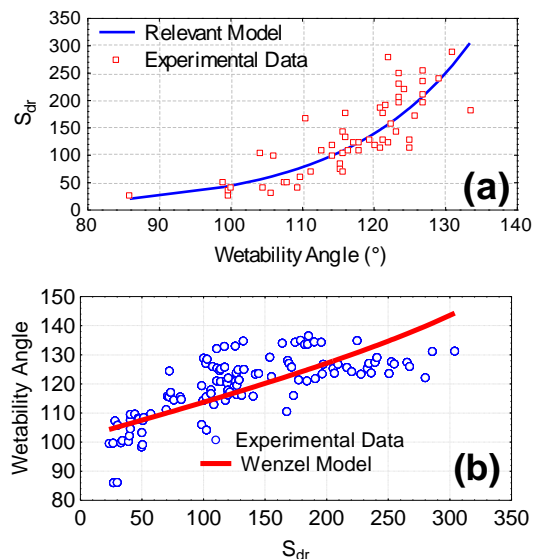 350
300
250
200
150
100
50
0
S_dr
Relevant Model
Experimental Data
(a)
80 90 100 110 120 130 140
Wetability Angle (°)
150
140
130
120
110
100
90
80
Wetability Angle
Experimental Data
Wenzel Model
(b)
0 50 100 150 200 250 300 350
S_dr